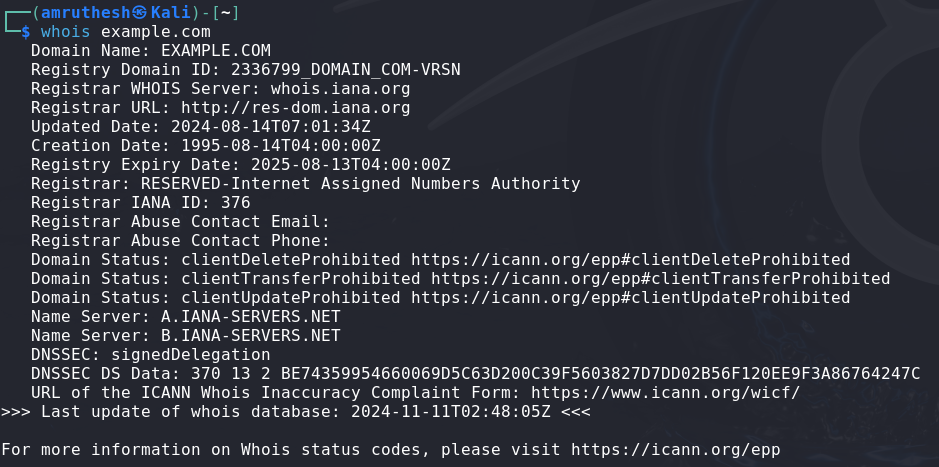 ┌──(amruthesh㉿Kali)-[~]
└─$ whois example.com
   Domain Name: EXAMPLE.COM
   Registry Domain ID: 2336799_DOMAIN_COM-VRSN
   Registrar WHOIS Server: whois.iana.org
   Registrar URL: http://res-dom.iana.org
   Updated Date: 2024-08-14T07:01:34Z
   Creation Date: 1995-08-14T04:00:00Z
   Registry Expiry Date: 2025-08-13T04:00:00Z
   Registrar: RESERVED-Internet Assigned Numbers Authority
   Registrar IANA ID: 376
   Registrar Abuse Contact Email:
   Registrar Abuse Contact Phone:
   Domain Status: clientDeleteProhibited https://icann.org/epp#clientDeleteProhibited
   Domain Status: clientTransferProhibited https://icann.org/epp#clientTransferProhibited
   Domain Status: clientUpdateProhibited https://icann.org/epp#clientUpdateProhibited
   Name Server: A.IANA-SERVERS.NET
   Name Server: B.IANA-SERVERS.NET
   DNSSEC: signedDelegation
   DNSSEC DS Data: 370 13 2 BE74359954660069D5C63D200C39F5603827D7DD02B56F120EE9F3A86764247C
   URL of the ICANN Whois Inaccuracy Complaint Form: https://www.icann.org/wicf/
>>> Last update of whois database: 2024-11-11T02:48:05Z <<<

For more information on Whois status codes, please visit https://icann.org/epp